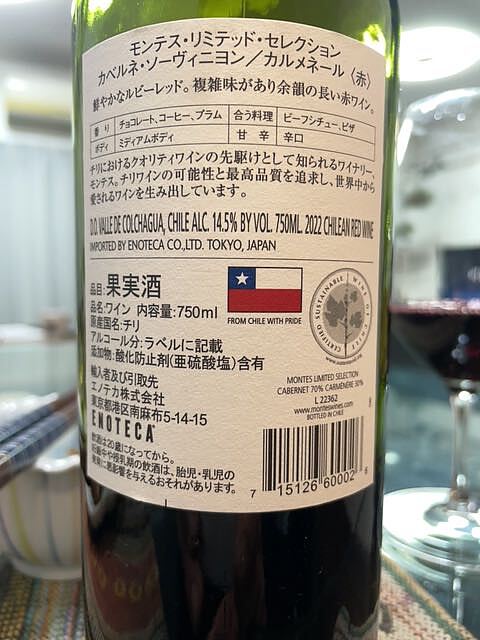 モンテス・リミテッド・セレクション
カベルネ・ソーヴィニヨン／カルメネール〈赤〉
鮮やかなルビーレッド。複雑味があり余韻の長い赤ワイン。
香り チョコレート、コーヒー、プラム 合う料理 ビーフシチュー、ピザ
ボディ ミディアムボディ 甘辛 辛口
チリにおけるクオリティワインの先駆けとして知られるワイナリー、
モンテス。チリワインの可能性と最高品質を追求し、世界中から
愛されるワインを生み出しています。
D.O. VALLE DE COLCHAGUA, CHILE ALC. 14.5% BY VOL. 750ML. 2022 CHILEAN RED WINE
IMPORTED BY ENOTECA CO.,LTD. TOKYO, JAPAN
品目:果実酒
品名:ワイン 内容量:750ml
原産国名:チリ
アルコール分:ラベルに記載
添加物:酸化防止剤(亜硫酸塩)含有
輸入者及び引取先
エノテカ株式会社
東京都港区南麻布5-14-15
ENOTECA
飲酒は20歳になってから。
妊娠中や授乳期の飲酒は、胎児・乳児の
発育に悪影響を与えるおそれがあります。
FROM CHILE WITH PRIDE
CERTIFIED SUSTAINABLE WINE OF CHILE
MONTES LIMITED SELECTION
CABERNET 70% CARMÉNÈRE 30%
L 22362
www.monteswines.com
BOTTLED IN CHILE
7 15126 60002 6